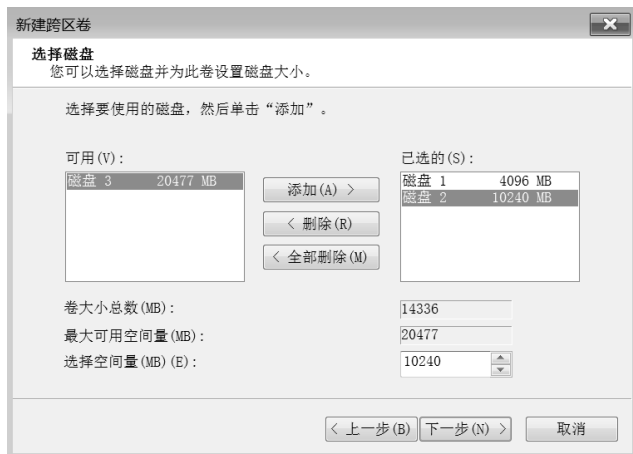 新建跨区卷
选择磁盘
您可以选择磁盘并为此卷设置磁盘大小。
选择要使用的磁盘，然后单击“添加”。
可用(V):
已选的(S):
磁盘 3 20477 MB
添加(A) >
< 删除(R)
< 全部删除(M)
磁盘 1 4096 MB
磁盘 2 10240 MB
卷大小总数(MB): 14336
最大可用空间量(MB): 20477
选择空间量(MB)(E): 10240
< 上一步(B) 下一步(N) > 取消